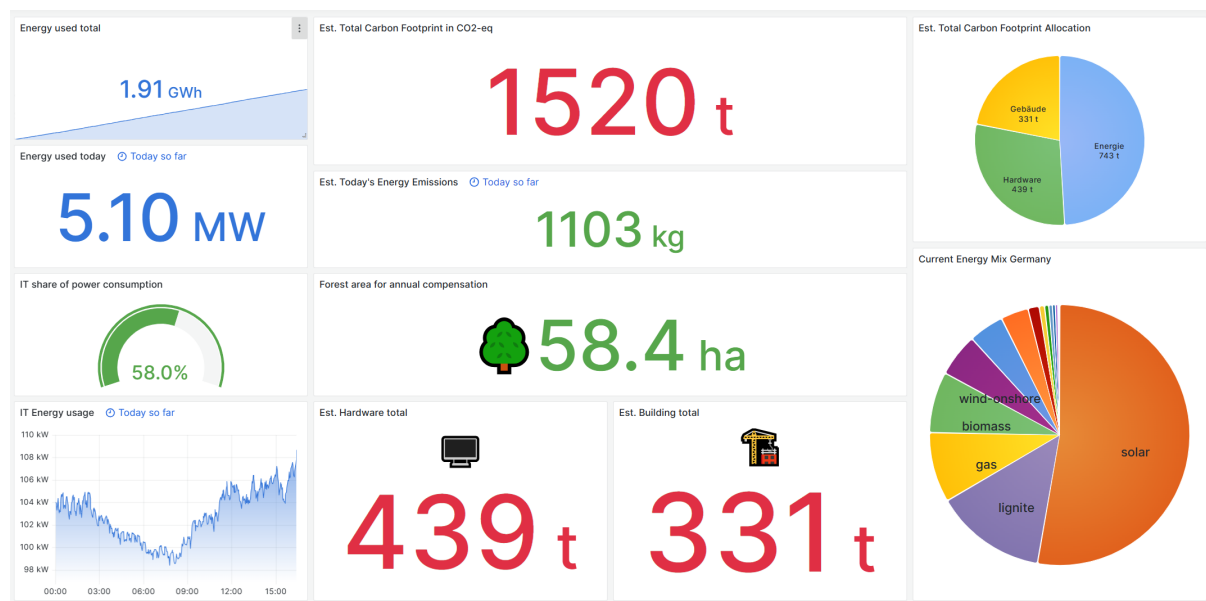 Energy used total
1.91 GWh
Energy used today Today so far
5.10 MW
IT share of power consumption
58.0%
IT Energy usage Today so far
110 kW
108 kW
106 kW
104 kW
102 kW
100 kW
98 kW
00:00 03:00 06:00 09:00 12:00 15:00
Est. Total Carbon Footprint in CO2-eq
1520 t
Est. Today's Energy Emissions Today so far
1103 kg
Forest area for annual compensation
58.4 ha
Est. Hardware total
439 t
Est. Building total
331 t
Est. Total Carbon Footprint Allocation
Gebäude
331 t
Energie
743 t
Hardware
439 t
Current Energy Mix Germany
wind-onshore
biomass
solar
gas
lignite